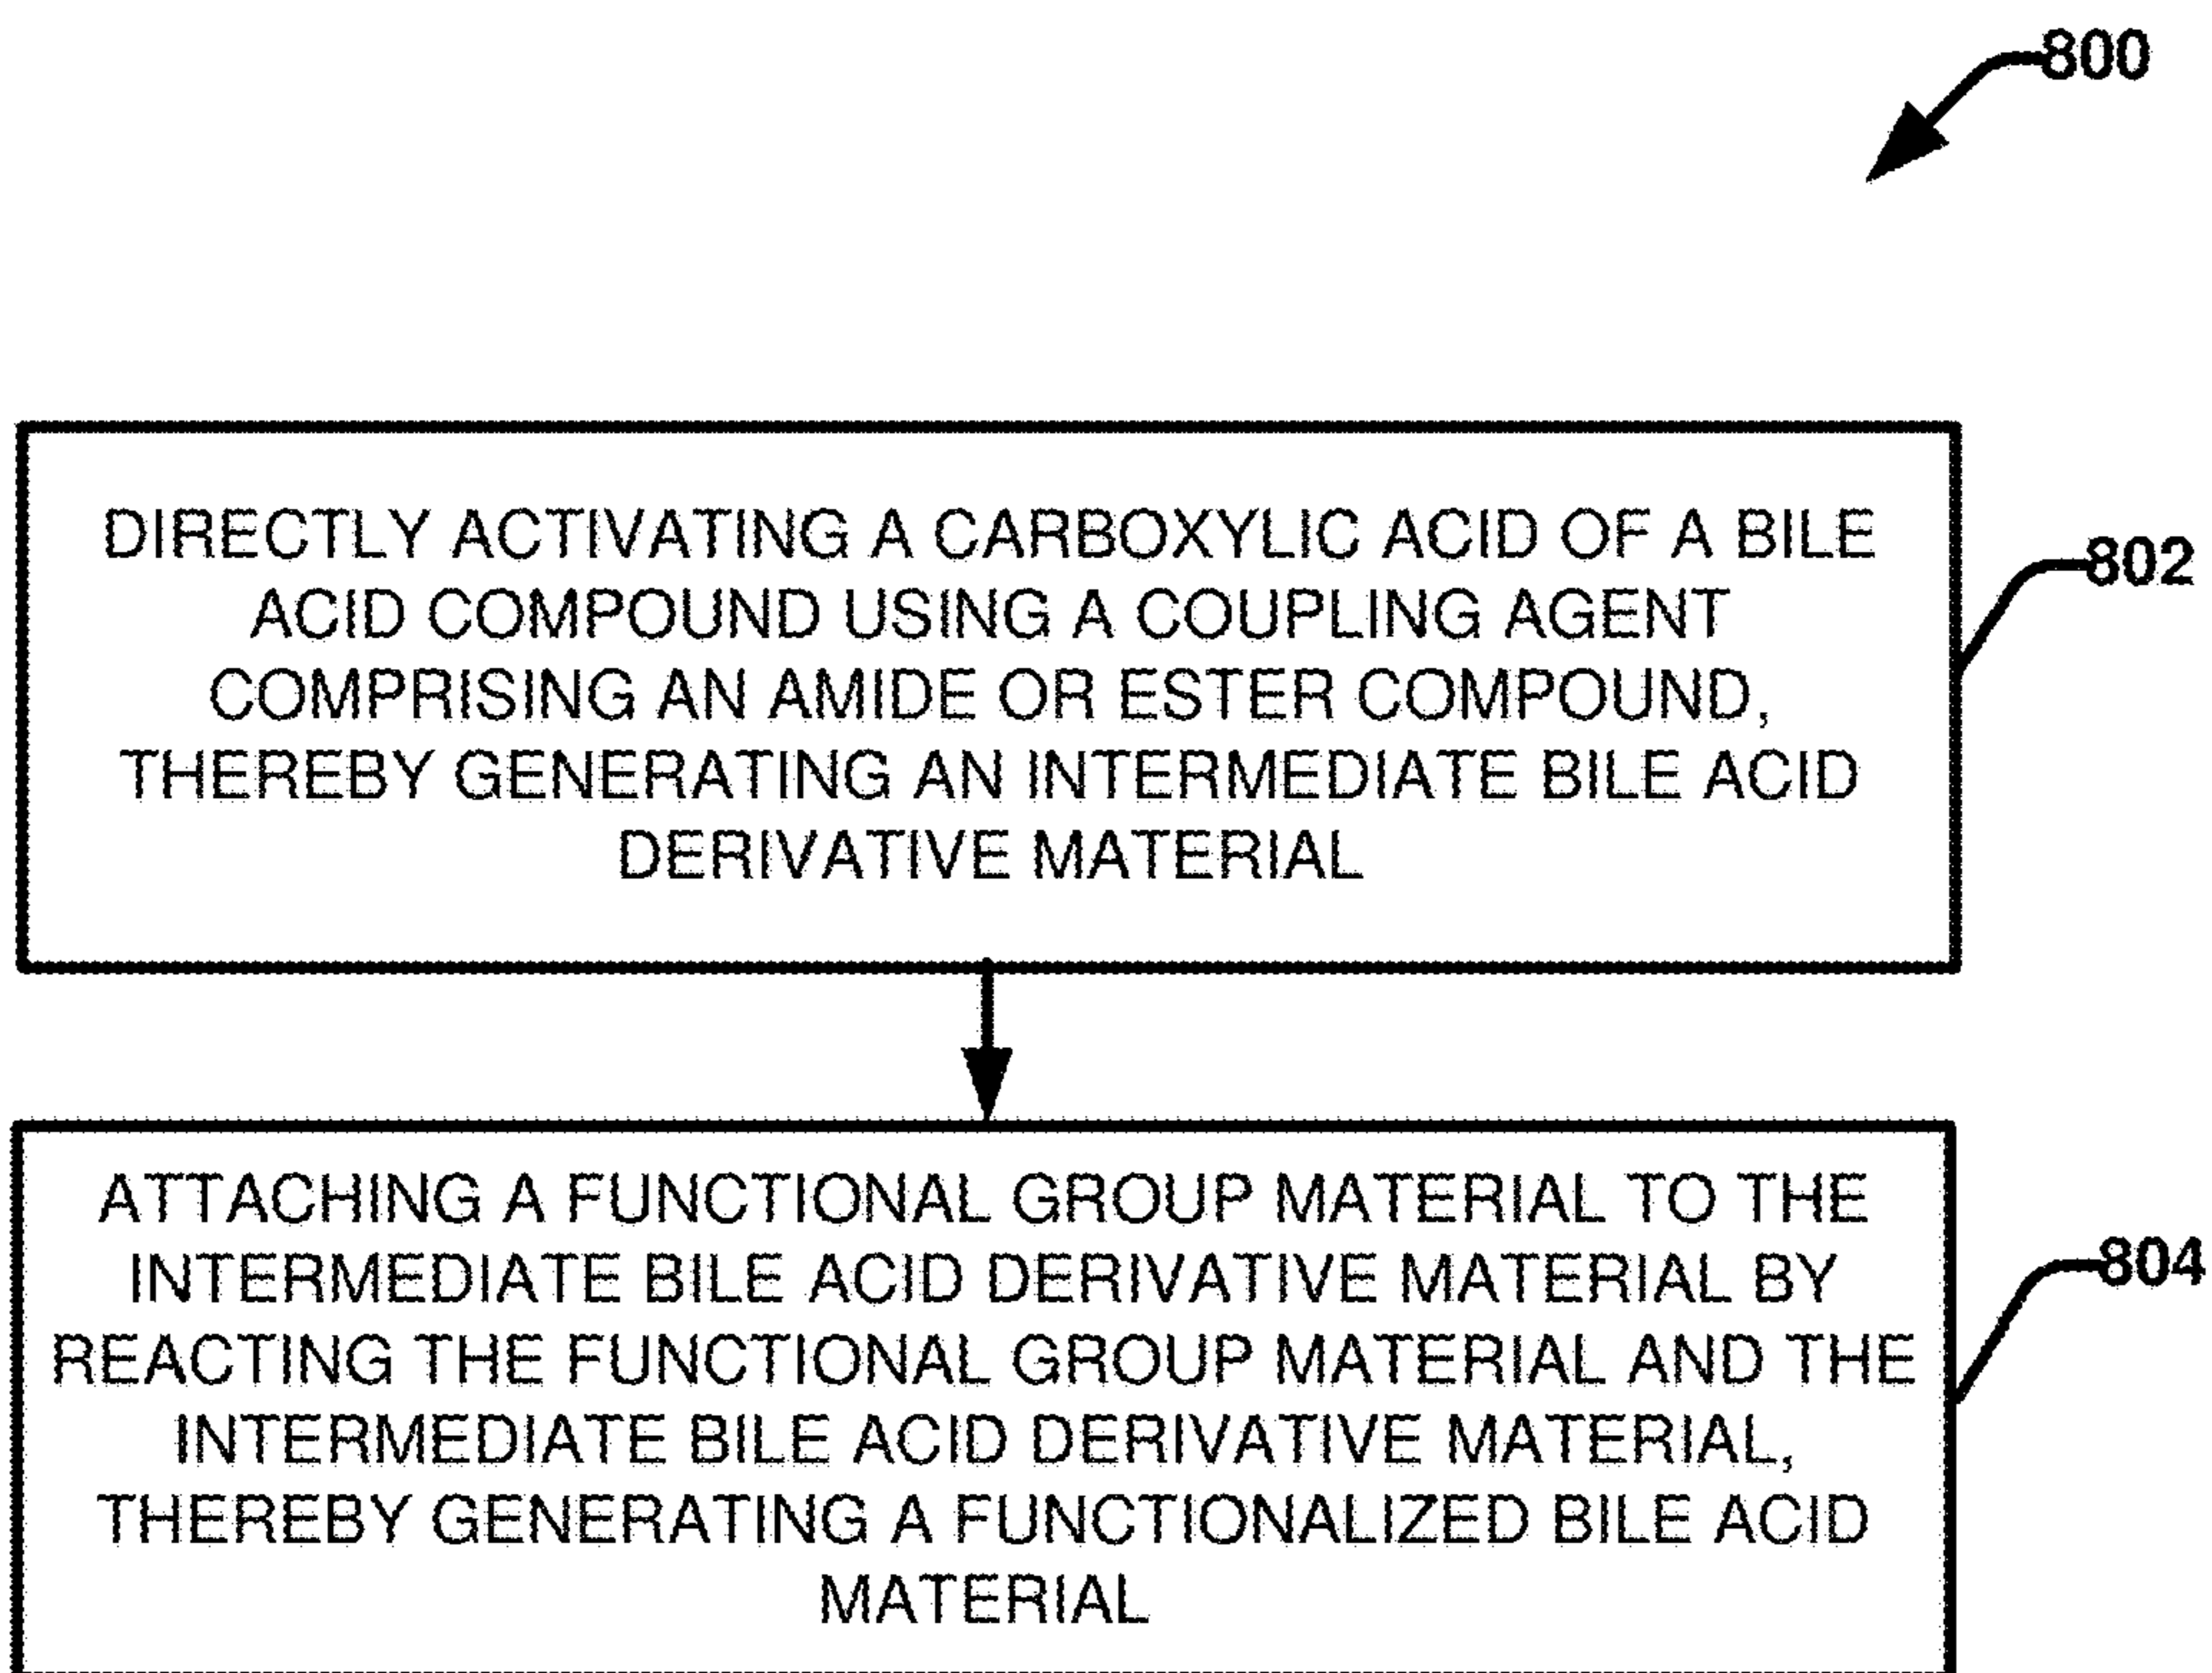 800
DIRECTLY ACTIVATING A CARBOXYLIC ACID OF A BILE
ACID COMPOUND USING A COUPLING AGENT
COMPRISING AN AMIDE OR ESTER COMPOUND,
THEREBY GENERATING AN INTERMEDIATE BILE ACID
DERIVATIVE MATERIAL
802
ATTACHING A FUNCTIONAL GROUP MATERIAL TO THE
INTERMEDIATE BILE ACID DERIVATIVE MATERIAL BY
REACTING THE FUNCTIONAL GROUP MATERIAL AND THE
INTERMEDIATE BILE ACID DERIVATIVE MATERIAL,
THEREBY GENERATING A FUNCTIONALIZED BILE ACID
MATERIAL
804